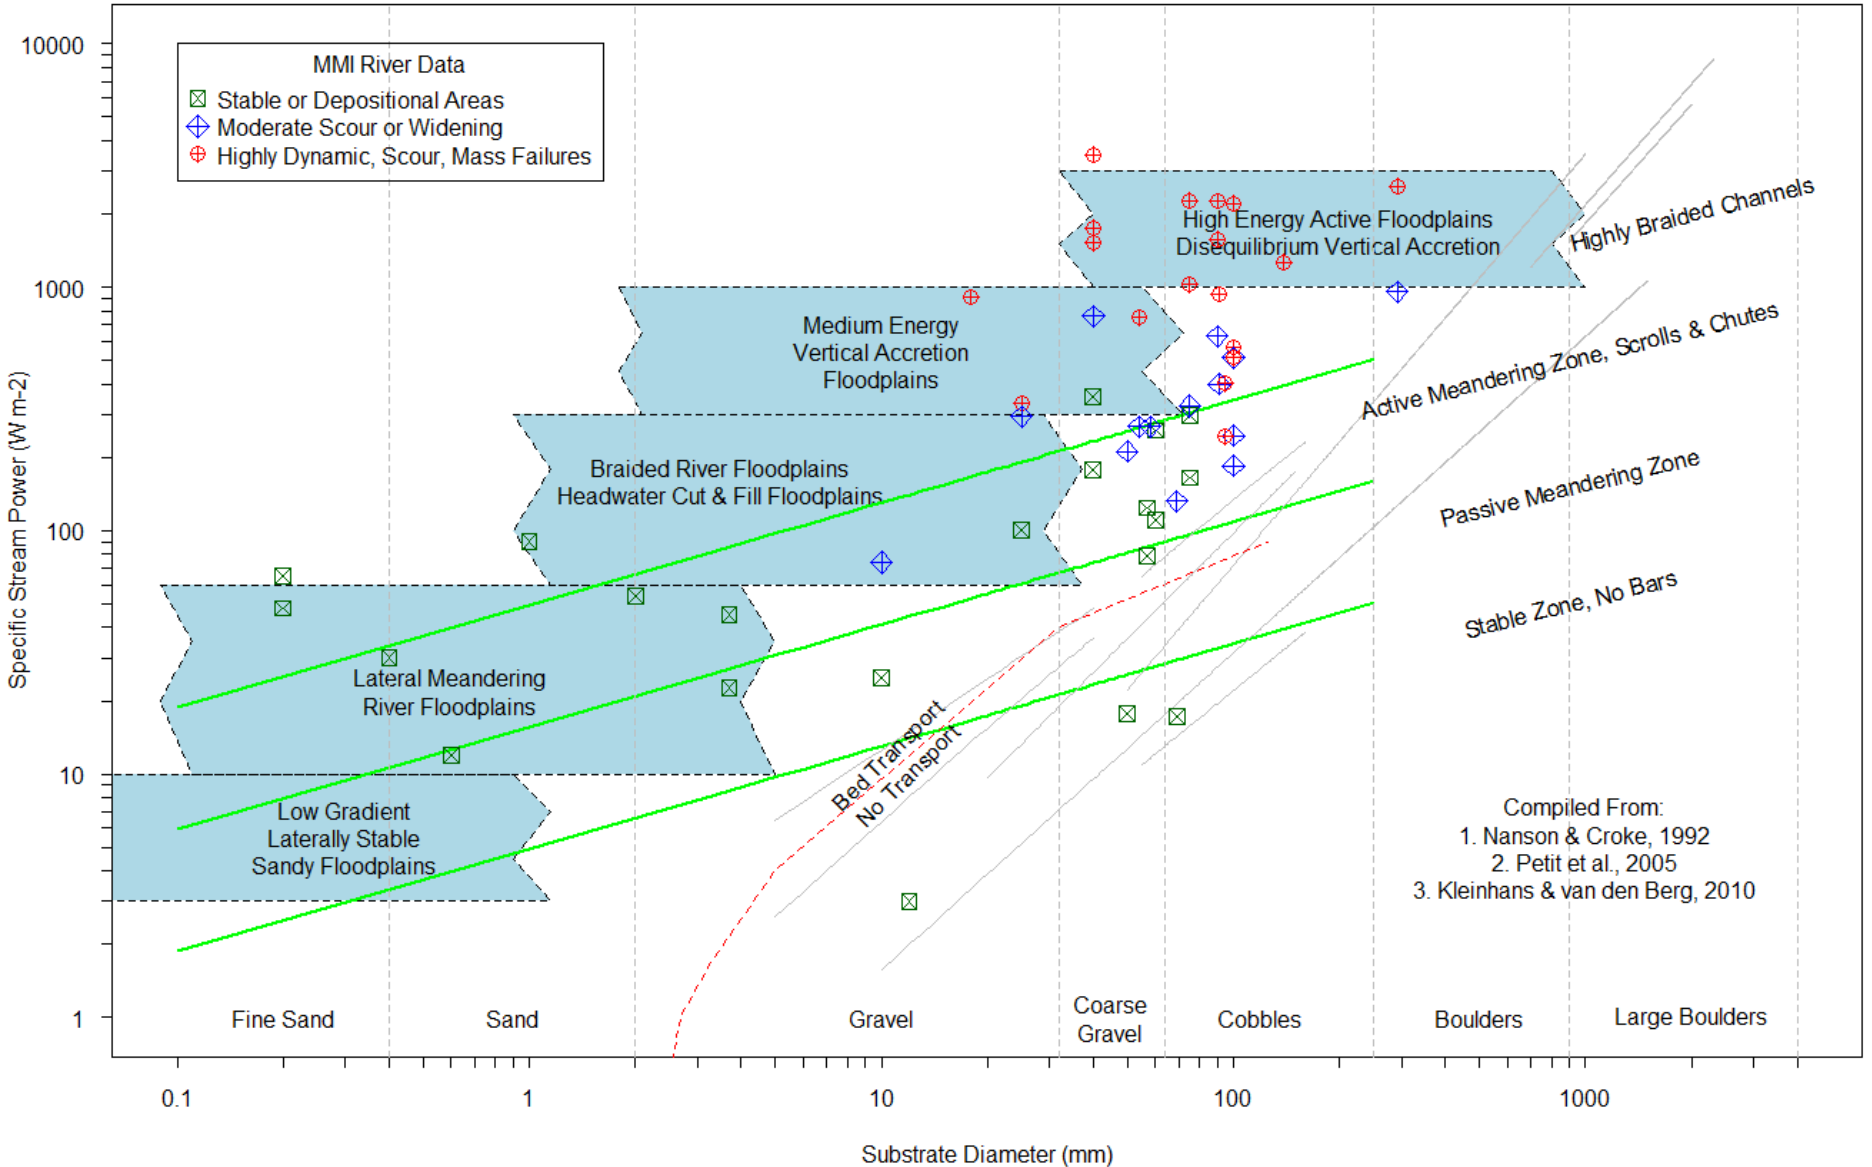 10000
1000
100
10
1
Specific Stream Power (W m-2)
MMI River Data
Stable or Depositional Areas
Moderate Scour or Widening
Highly Dynamic, Scour, Mass Failures
High Energy Active Floodplains
Disequilibrium Vertical Accretion
Medium Energy
Vertical Accretion
Floodplains
Braided River Floodplains
Headwater Cut & Fill Floodplains
Lateral Meandering
River Floodplains
Low Gradient
Laterally Stable
Sandy Floodplains
Highly Braided Channels
Active Meandering Zone, Scrolls & Chutes
Passive Meandering Zone
Stable Zone, No Bars
Bed Transport
No Transport
Compiled From:
1. Nanson & Croke, 1992
2. Petit et al., 2005
3. Kleinhans & van den Berg, 2010
Fine Sand
Sand
Gravel
Coarse
Gravel
Cobbles
Boulders
Large Boulders
0.1
1
10
100
1000
Substrate Diameter (mm)